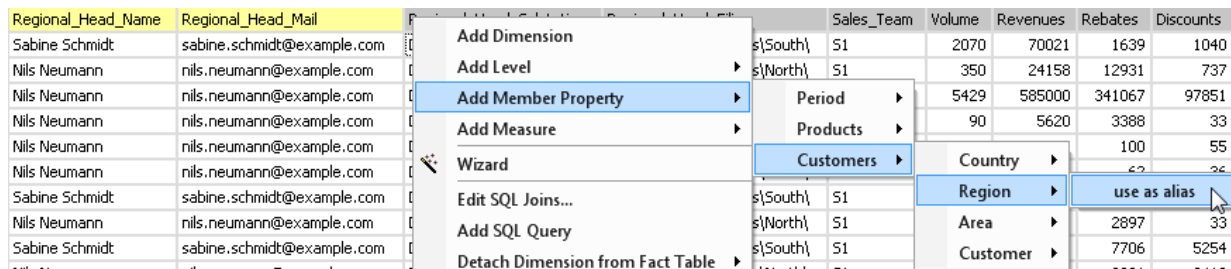 Regional_Head_Name Regional_Head_Mail Sales_Team Volume Revenues Rebates Discounts
Sabine Schmidt sabine.schmidt@example.com Add Dimension s\South\ S1 2070 70021 1639 1040
Nils Neumann nils.neumann@example.com Add Level s\North\ S1 350 24158 12931 737
Nils Neumann nils.neumann@example.com Add Member Property Period 5429 585000 341067 97851
Nils Neumann nils.neumann@example.com Add Measure Products 90 5620 3388 33
Nils Neumann nils.neumann@example.com Wizard Customers Country 100 55
Nils Neumann nils.neumann@example.com
Sabine Schmidt sabine.schmidt@example.com Edit SQL Joins... s\South\ S1 Region use as alias
Nils Neumann nils.neumann@example.com Add SQL Query s\North\ S1 Area 2897 33
Sabine Schmidt sabine.schmidt@example.com Detach Dimension from Fact Table s\South\ S1 Customer 7706 5254